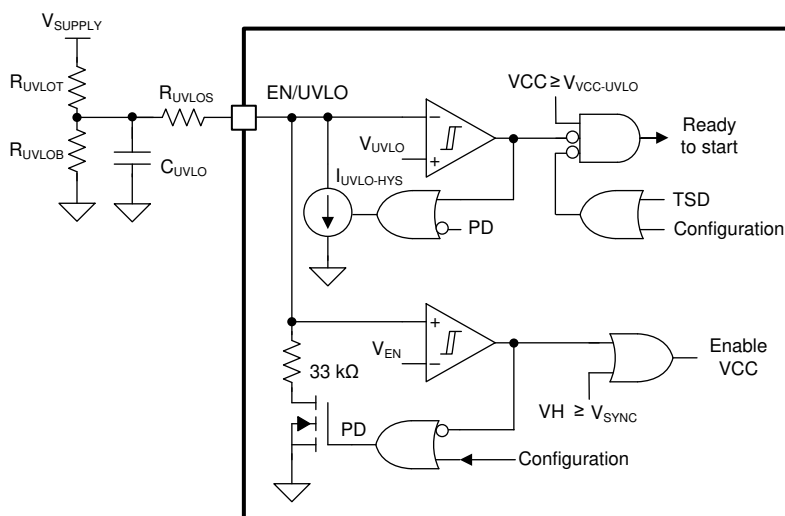 VSUPPLY
RUVLOT
RUVLOS
RUVLOB
CUVLO
EN/UVLO
VUVLO
IUVLO-HYS
PD
VCC ≥ VVCC-UVLO
Ready
to start
TSD
Configuration
VEN
33 kΩ
PD
Configuration
VH ≥ VSYNC
Enable
VCC